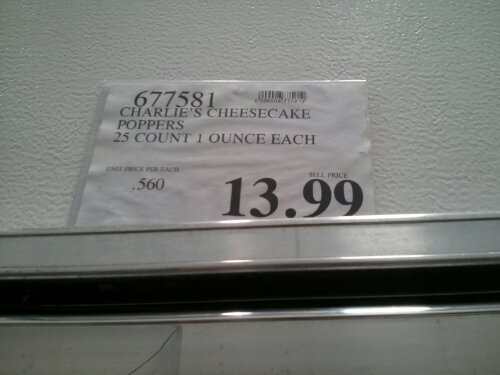 677581
CHARLIE'S CHEESECAKE
POPPERS
25 COUNT 1 OUNCE EACH
UNIT PRICE PER EACH
SELL PRICE
.560
13.99